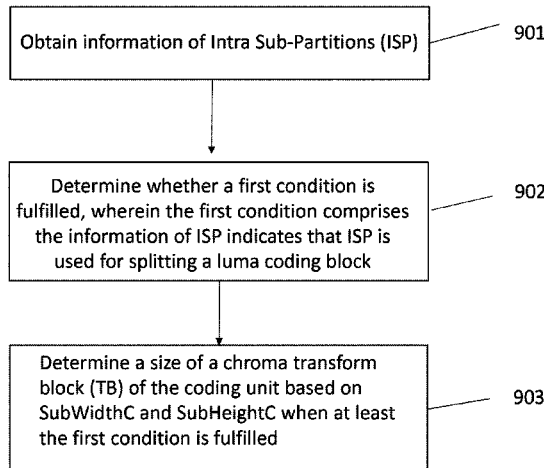 Obtain information of Intra Sub-Partitions (ISP)
901
Determine whether a first condition is
fulfilled, wherein the first condition comprises
the information of ISP indicates that ISP is
used for splitting a luma coding block
902
Determine a size of a chroma transform
block (TB) of the coding unit based on
SubWidthC and SubHeightC when at least
the first condition is fulfilled
903